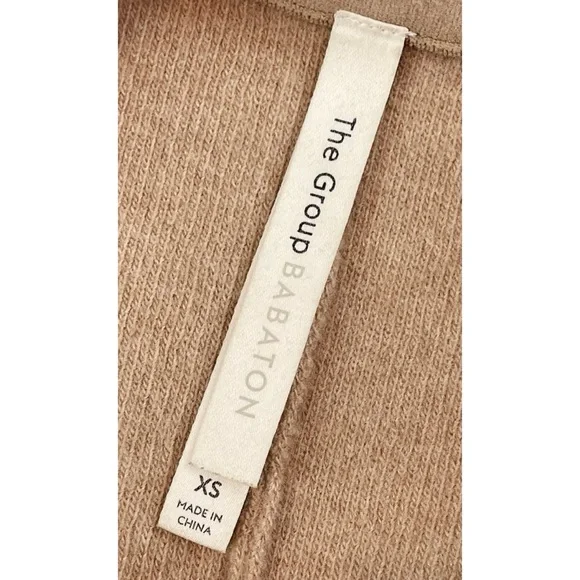 The Group BABATON
XS
MADE IN
CHINA